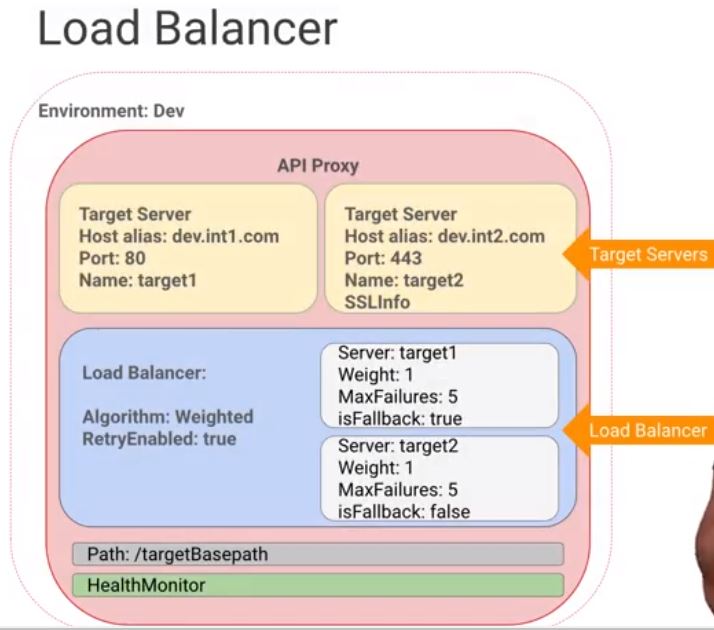 Load Balancer
Environment: Dev
API Proxy
Target Server
Host alias: dev.int1.com
Port: 80
Name: target1
Target Server
Host alias: dev.int2.com
Port: 443
Name: target2
SSLInfo
Target Servers
Load Balancer:
Algorithm: Weighted
RetryEnabled: true
Server: target1
Weight: 1
MaxFailures: 5
isFallback: true
Server: target2
Weight: 1
MaxFailures: 5
isFallback: false
Load Balancer
Path: /targetBasepath
HealthMonitor